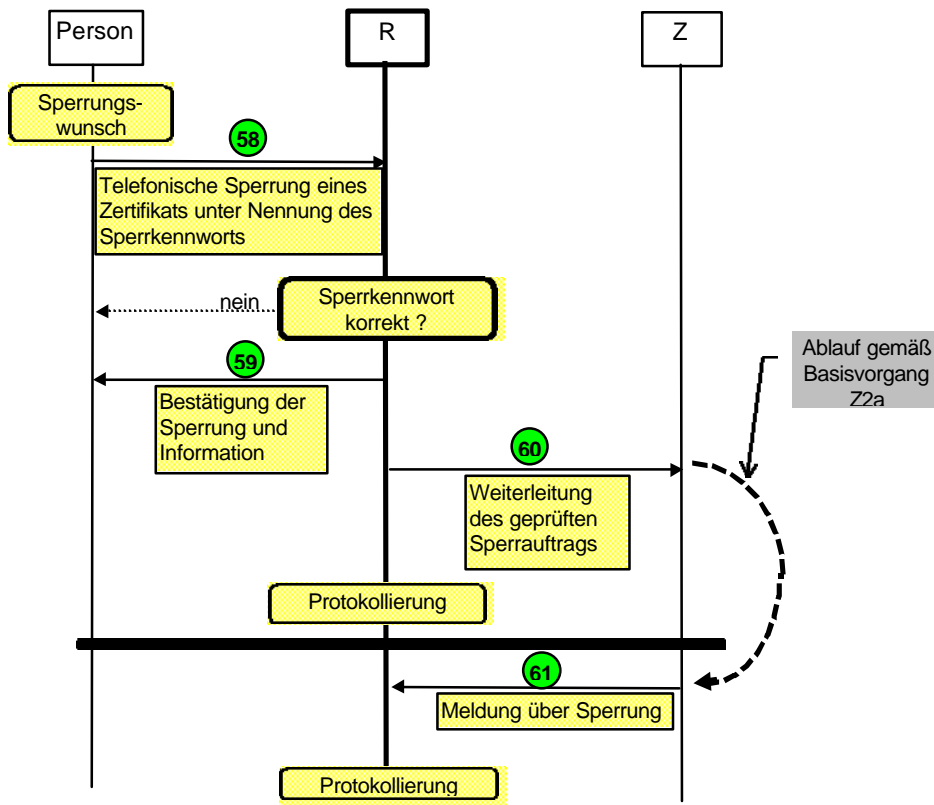 Person
R
Z
Sperrungs-
wunsch
58
Telefonische Sperrung eines
Zertifikats unter Nennung des
Sperrkennworts
nein
Sperrkennwort
korrekt ?
59
Ablauf gemäß
Basisvorgang
Z2a
Bestätigung der
Sperrung und
Information
60
Weiterleitung
des geprüften
Sperrauftrags
Protokollierung
61
Meldung über Sperrung
Protokollierung